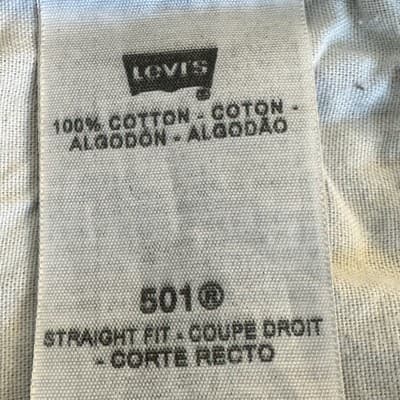 LEVI'S
100% COTTON - COTON -
ALGODÓN - ALGODÃO
501®
STRAIGHT FIT - COUPE DROIT
- CORTE RECTO